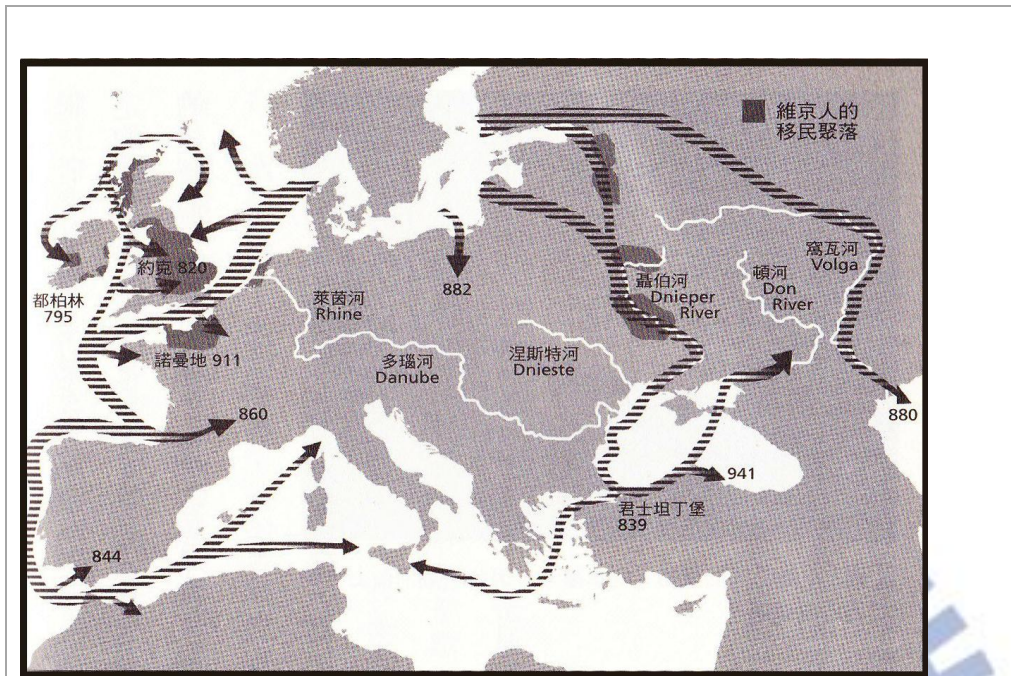 維京人的
移民聚落
窩瓦河
Volga
頓河
Don
River
聶伯河
Dnieper
River
約克 820
都柏林
795
萊茵河
Rhine
882
諾曼地 911
多瑙河
Danube
涅斯特河
Dnieste
860
880
941
君士坦丁堡
839
844